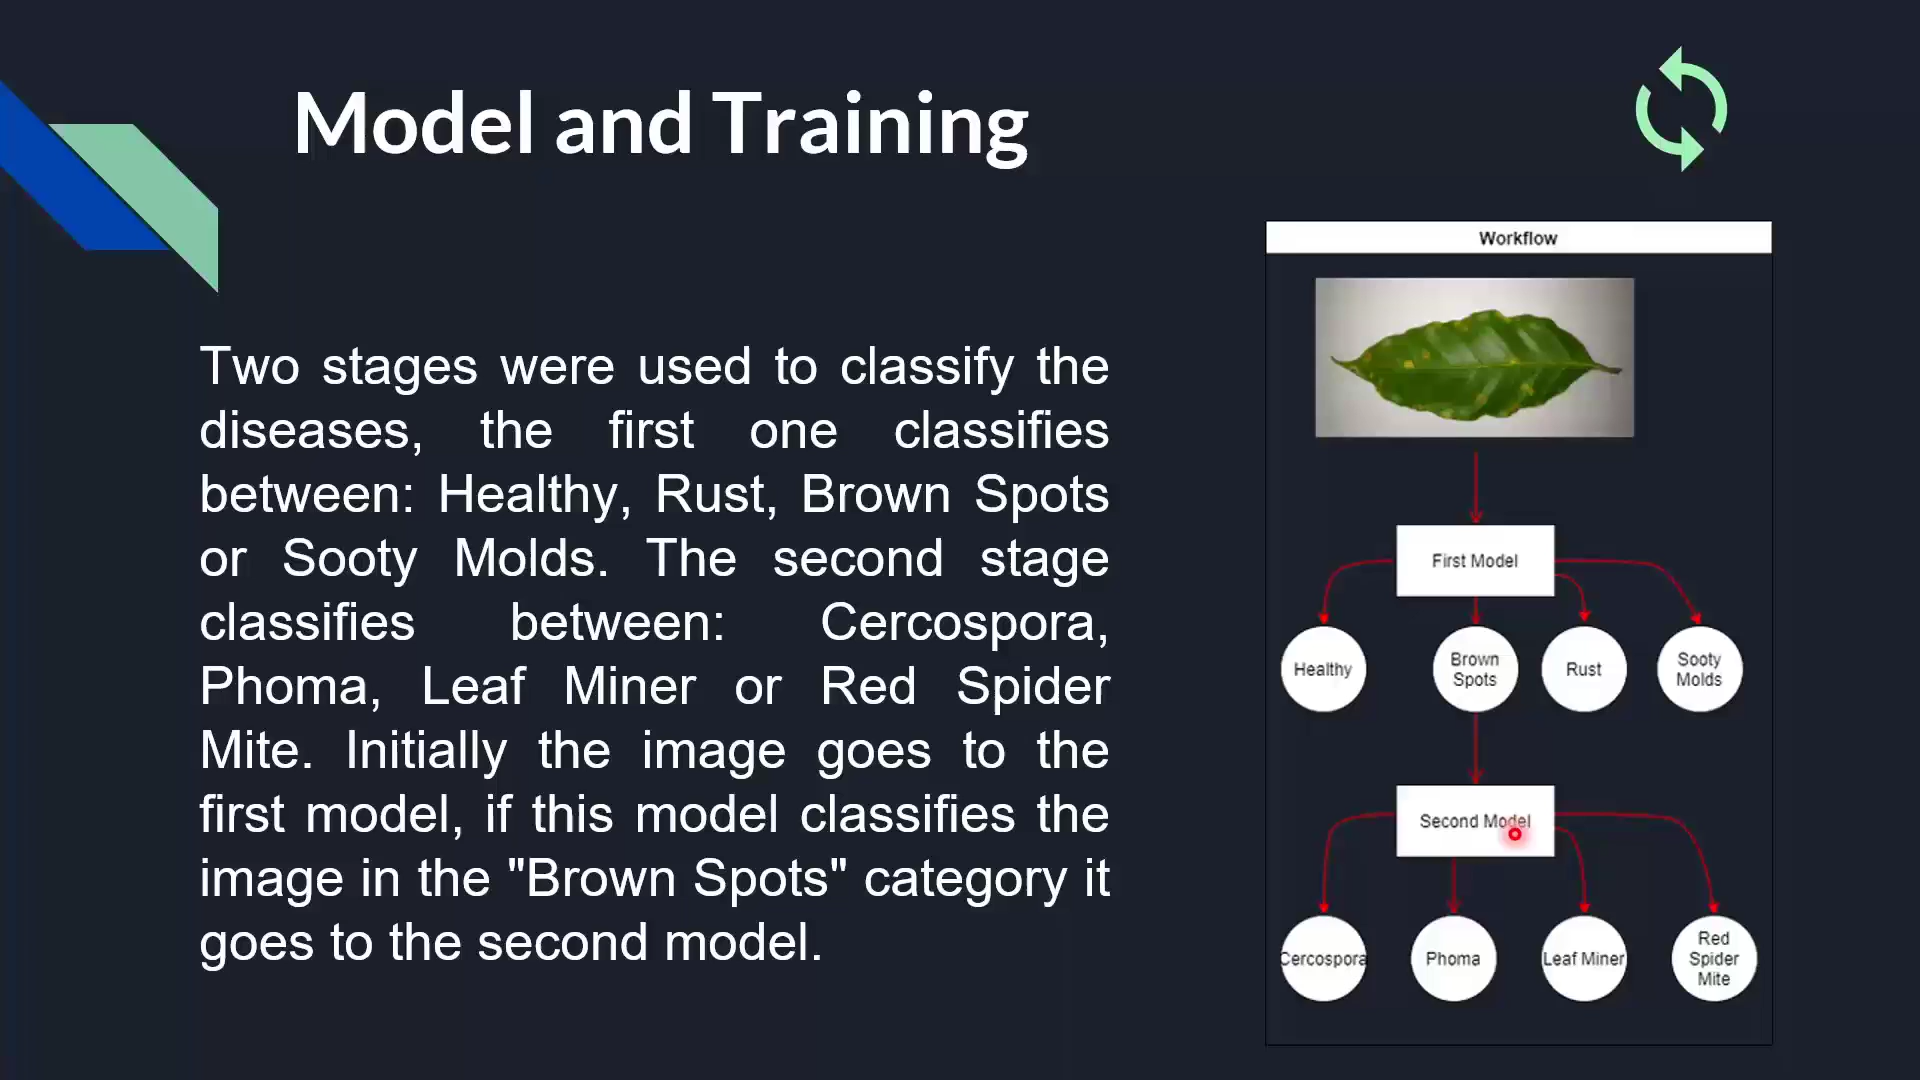 Model and Training
Two stages were used to classify the
diseases, the first one classifies
between: Healthy, Rust, Brown Spots
or Sooty Molds. The second stage
classifies between: Cercospora,
Phoma, Leaf Miner or Red Spider
Mite. Initially the image goes to the
first model, if this model classifies the
image in the "Brown Spots" category it
goes to the second model.
Workflow
First Model
Healthy
Brown
Spots
Rust
Sooty
Molds
Second Model
Cercospora
Phoma
Leaf Miner
Red
Spider
Mite